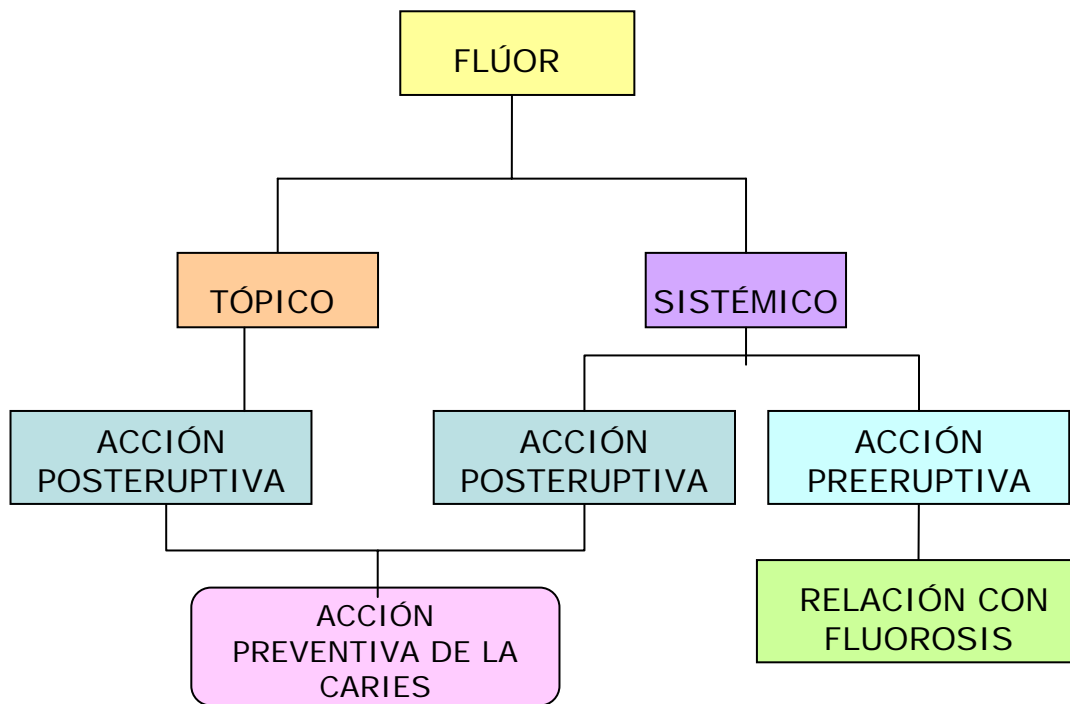 FLÚOR
TÓPICO
SISTÉMICO
ACCIÓN
POSTERUPTIVA
ACCIÓN
POSTERUPTIVA
ACCIÓN
PREERUPTIVA
ACCIÓN
PREVENTIVA DE LA
CARIES
RELACIÓN CON
FLUOROSIS